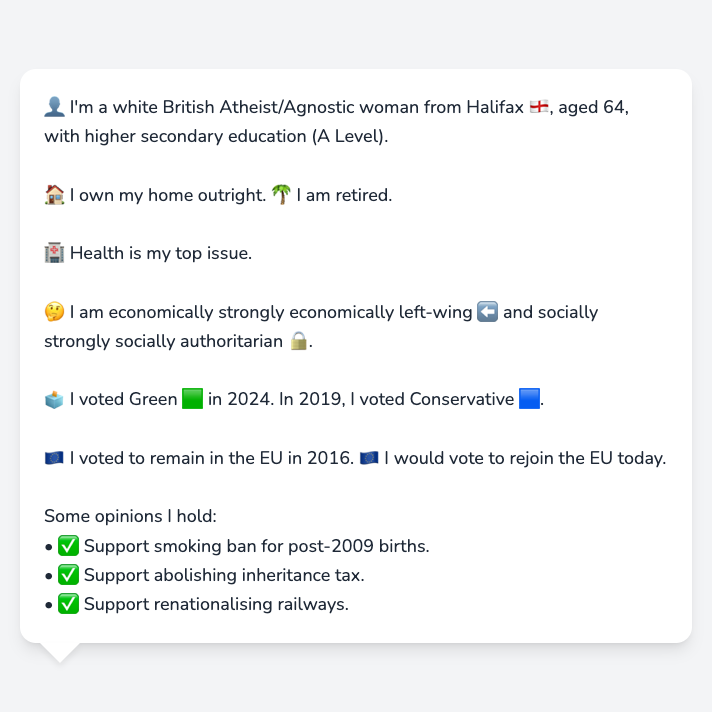 👤 I'm a white British Atheist/Agnostic woman from Halifax 🏴󠁧󠁢󠁥󠁮󠁧󠁿, aged 64,
with higher secondary education (A Level).
🏠 I own my home outright. 🌴 I am retired.
🏥 Health is my top issue.
🤔 I am economically strongly economically left-wing ⬅️ and socially
strongly socially authoritarian 🔒.
🗳️ I voted Green 🟩 in 2024. In 2019, I voted Conservative 🟦.
🇪🇺 I voted to remain in the EU in 2016. 🇪🇺 I would vote to rejoin the EU today.
Some opinions I hold:
• ✅ Support smoking ban for post-2009 births.
• ✅ Support abolishing inheritance tax.
• ✅ Support renationalising railways.